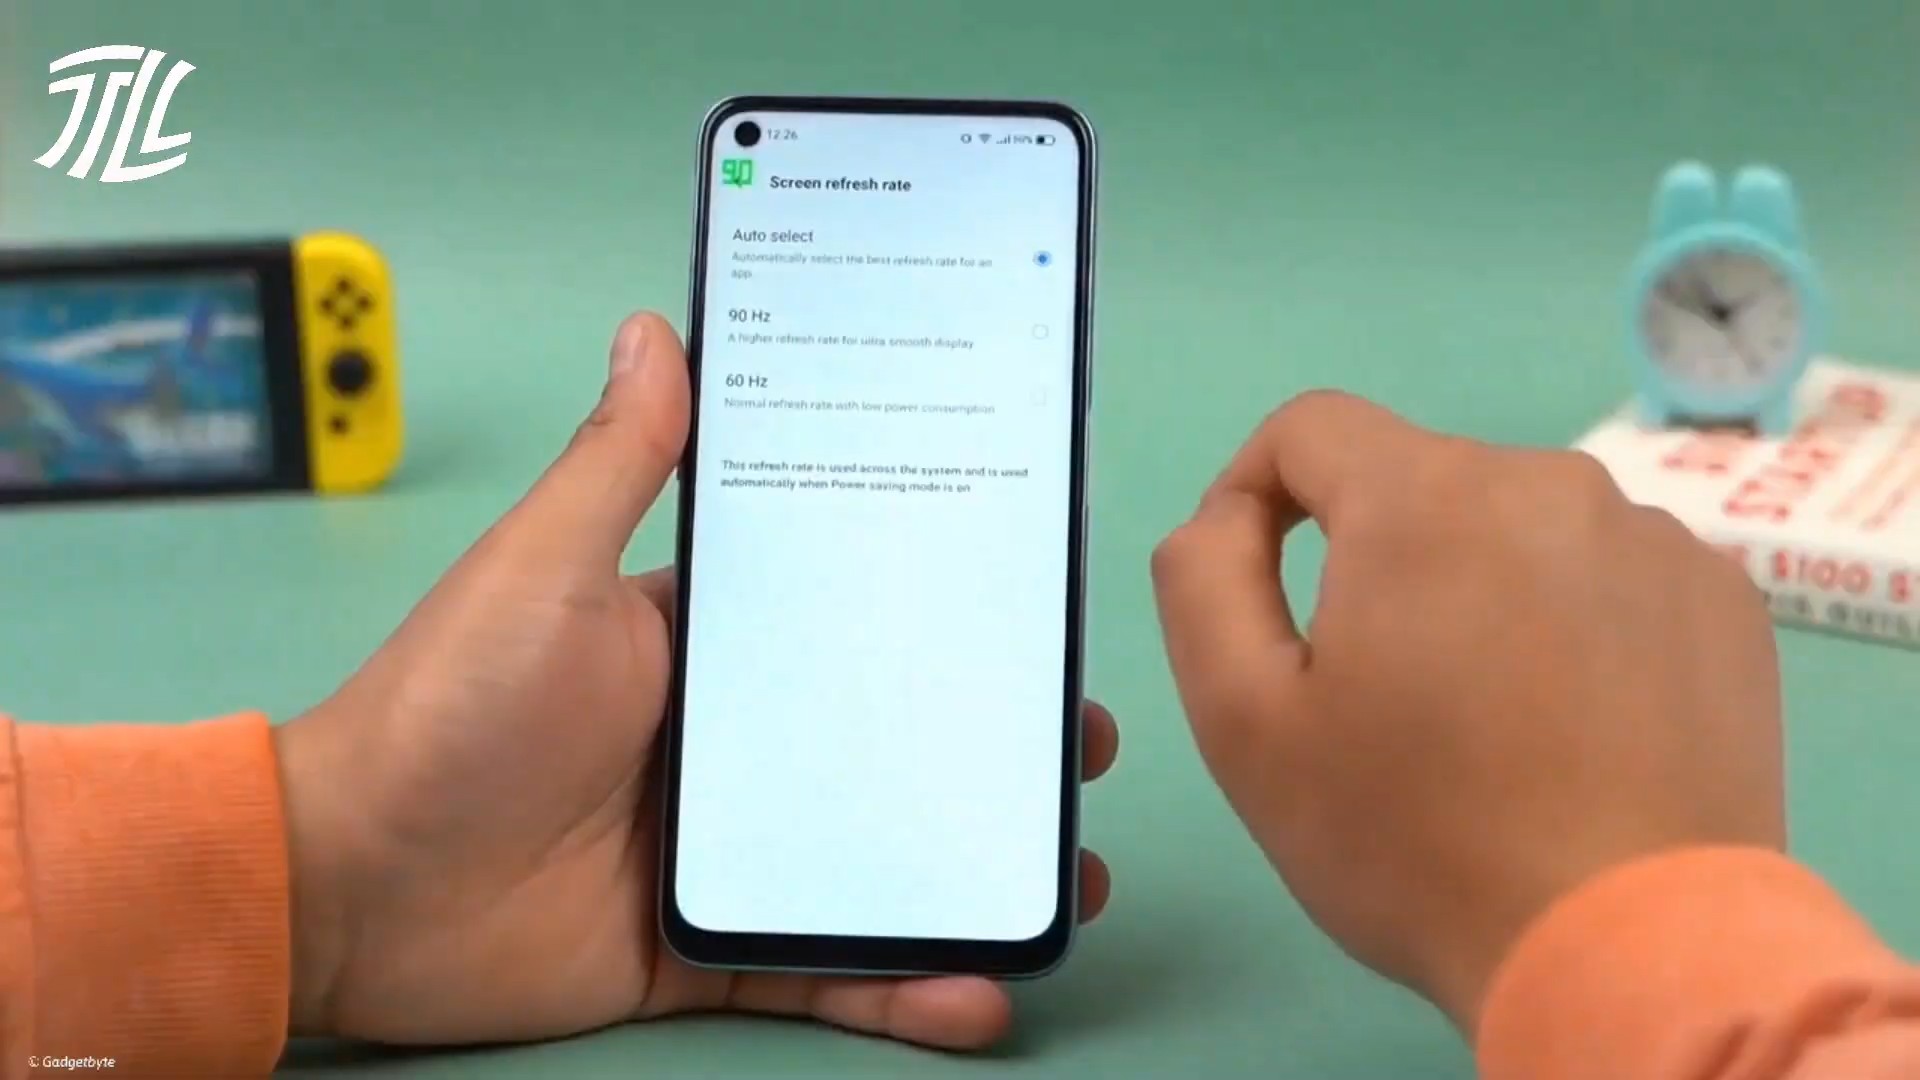 TLL
12:26
90
Screen refresh rate
Auto select
Automatically select the best refresh rate for an
app.
90 Hz
A higher refresh rate for ultra smooth display
60 Hz
Normal refresh rate with low power consumption
This refresh rate is used across the system and is used
automatically when Power saving mode is on
$100 S
© Gadgetbyte